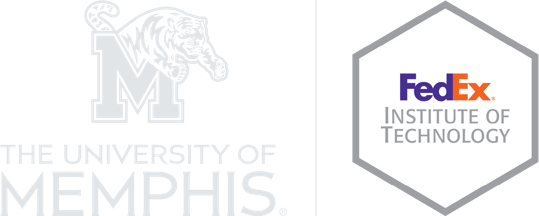 M
THE UNIVERSITY OF
MEMPHIS®
FedEx®
INSTITUTE OF
TECHNOLOGY